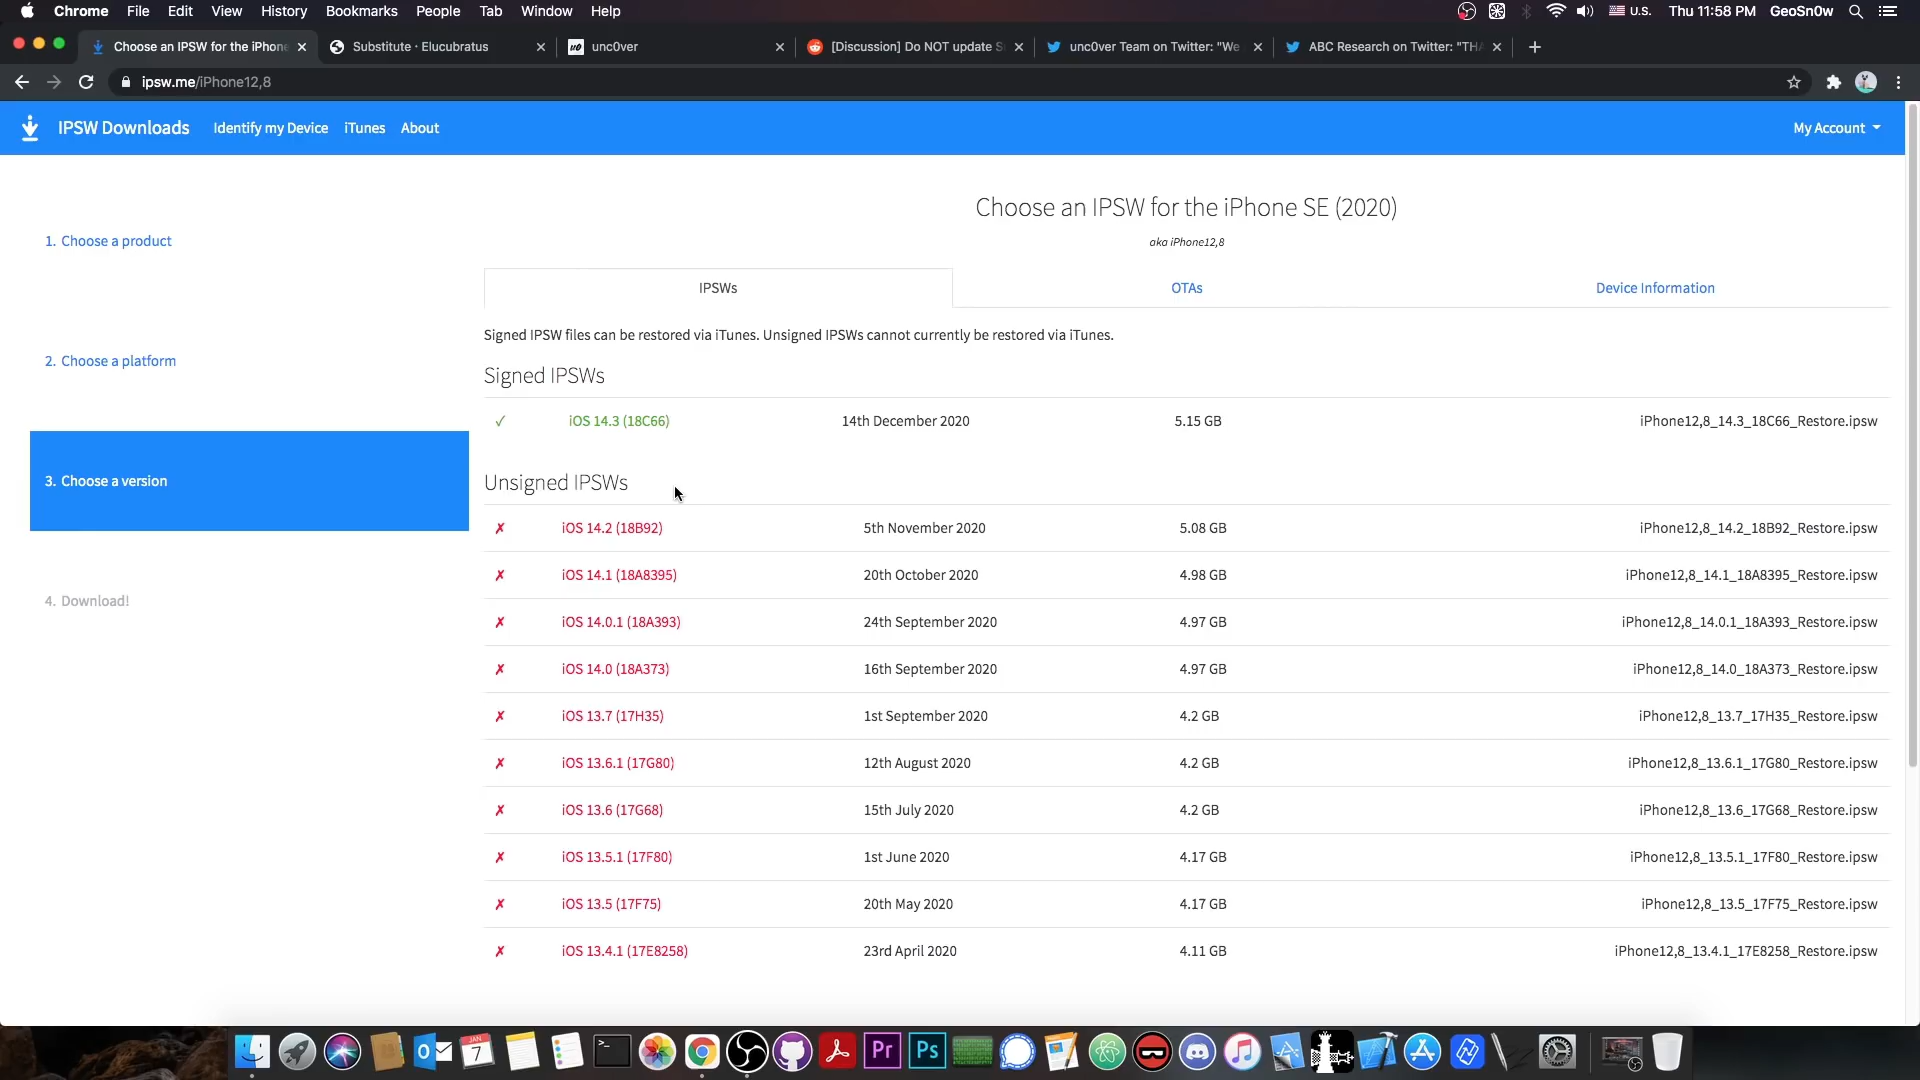 Chrome File Edit View History Bookmarks People Tab Window Help
U.S. Thu 11:58 PM GeoSn0w
Choose an IPSW for the iPhone
Substitute · Elucubratus
unc0ver
[Discussion] Do NOT update S
unc0ver Team on Twitter: "We
ABC Research on Twitter: "THA
ipsw.me/iPhone12,8
IPSW Downloads Identify my Device iTunes About My Account
Choose an IPSW for the iPhone SE (2020)
aka iPhone12,8
1. Choose a product
2. Choose a platform
3. Choose a version
4. Download!
IPSWs OTAs Device Information
Signed IPSW files can be restored via iTunes. Unsigned IPSWs cannot currently be restored via iTunes.
Signed IPSWs
✓ iOS 14.3 (18C66) 14th December 2020 5.15 GB iPhone12,8_14.3_18C66_Restore.ipsw
Unsigned IPSWs
✗ iOS 14.2 (18B92) 5th November 2020 5.08 GB iPhone12,8_14.2_18B92_Restore.ipsw
✗ iOS 14.1 (18A8395) 20th October 2020 4.98 GB iPhone12,8_14.1_18A8395_Restore.ipsw
✗ iOS 14.0.1 (18A393) 24th September 2020 4.97 GB iPhone12,8_14.0.1_18A393_Restore.ipsw
✗ iOS 14.0 (18A373) 16th September 2020 4.97 GB iPhone12,8_14.0_18A373_Restore.ipsw
✗ iOS 13.7 (17H35) 1st September 2020 4.2 GB iPhone12,8_13.7_17H35_Restore.ipsw
✗ iOS 13.6.1 (17G80) 12th August 2020 4.2 GB iPhone12,8_13.6.1_17G80_Restore.ipsw
✗ iOS 13.6 (17G68) 15th July 2020 4.2 GB iPhone12,8_13.6_17G68_Restore.ipsw
✗ iOS 13.5.1 (17F80) 1st June 2020 4.17 GB iPhone12,8_13.5.1_17F80_Restore.ipsw
✗ iOS 13.5 (17F75) 20th May 2020 4.17 GB iPhone12,8_13.5_17F75_Restore.ipsw
✗ iOS 13.4.1 (17E8258) 23rd April 2020 4.11 GB iPhone12,8_13.4.1_17E8258_Restore.ipsw
JAN 7 Pr Ps